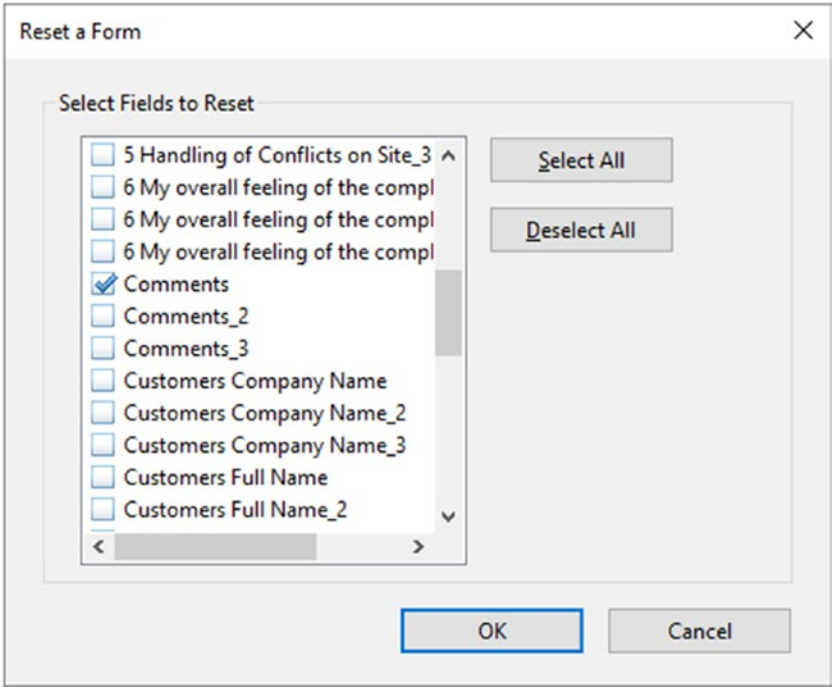 Reset a Form
Select Fields to Reset
5 Handling of Conflicts on Site_3
6 My overall feeling of the compl
6 My overall feeling of the compl
6 My overall feeling of the compl
Comments
Comments_2
Comments_3
Customers Company Name
Customers Company Name_2
Customers Company Name_3
Customers Full Name
Customers Full Name_2
Select All
Deselect All
OK
Cancel